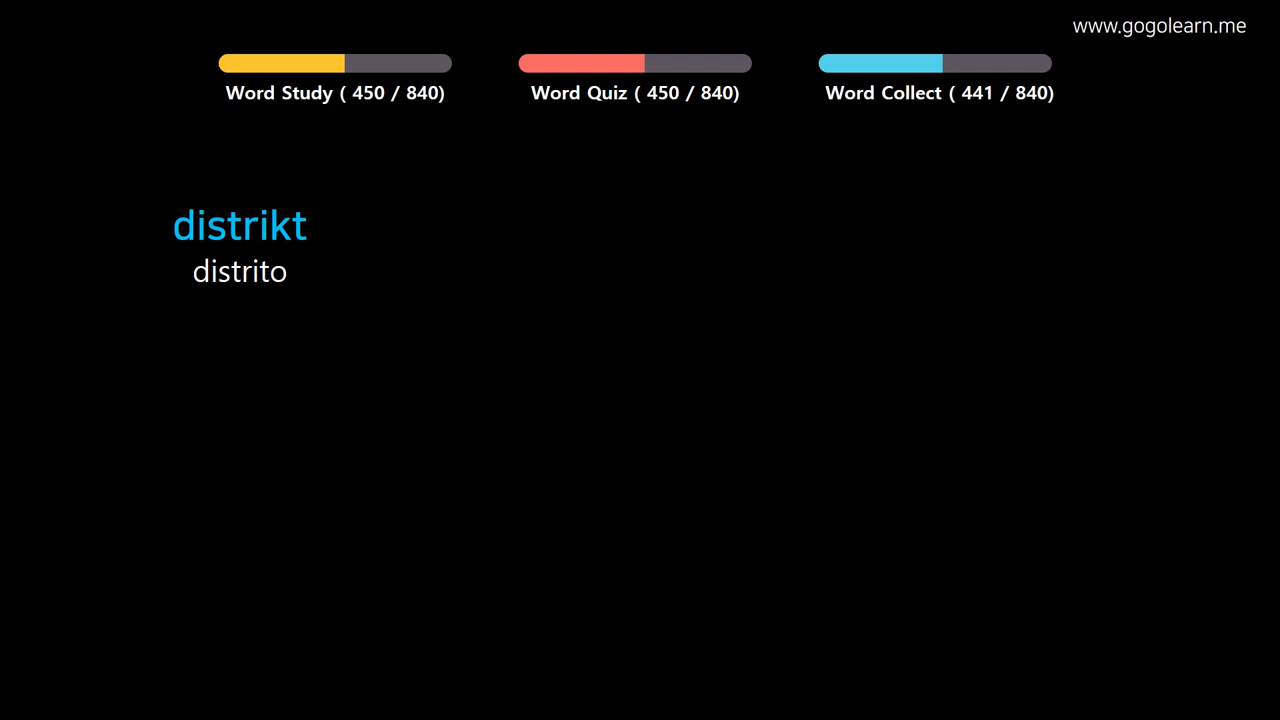 www.gogolearn.me
Word Study ( 450 / 840)
Word Quiz ( 450 / 840)
Word Collect ( 441 / 840)
distrikt
distrito